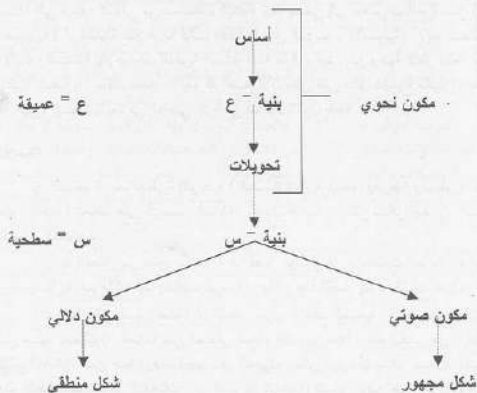 أساس
مكون نحوي
بنية - ع
ع = عميقة
تحويلات
بنية - س
س = سطحية
مكون صوتي
مكون دلالي
شكل مجهور
شكل منطقي